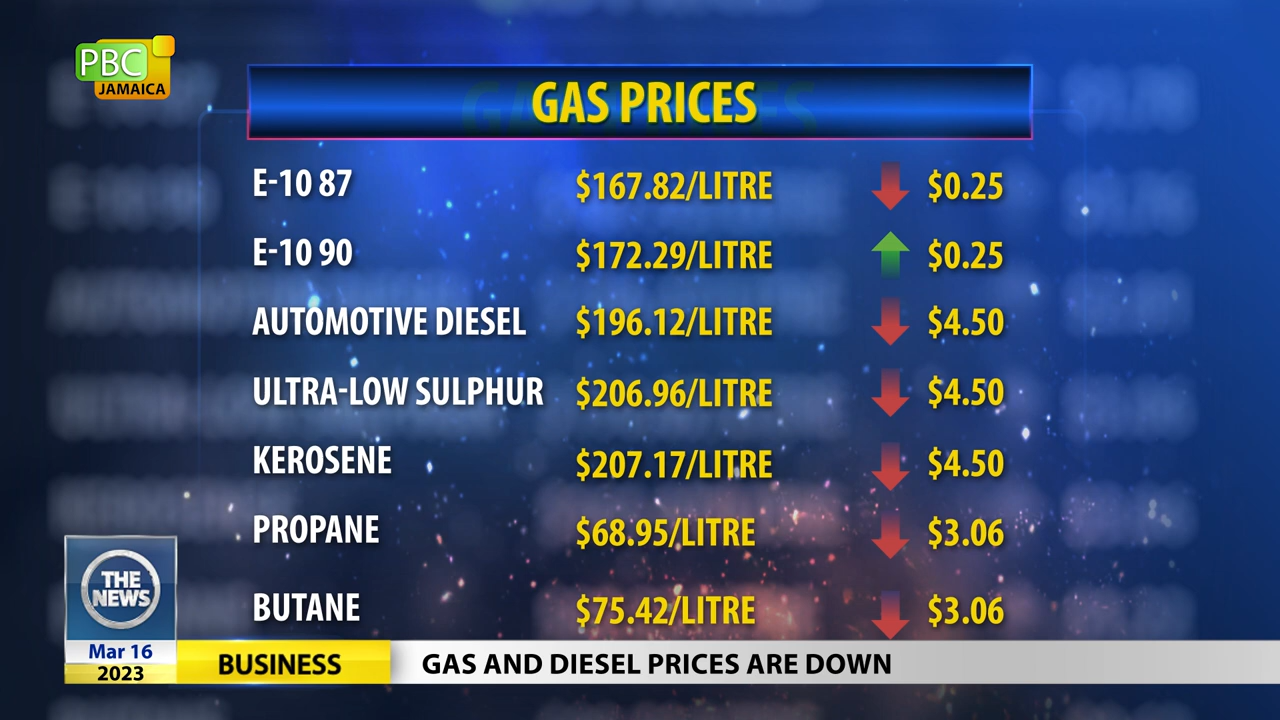 PBC
JAMAICA
GAS PRICES
E-10 87 $167.82/LITRE $0.25
E-10 90 $172.29/LITRE $0.25
AUTOMOTIVE DIESEL $196.12/LITRE $4.50
ULTRA-LOW SULPHUR $206.96/LITRE $4.50
KEROSENE $207.17/LITRE $4.50
PROPANE $68.95/LITRE $3.06
BUTANE $75.42/LITRE $3.06
THE
NEWS
Mar 16
2023
BUSINESS GAS AND DIESEL PRICES ARE DOWN